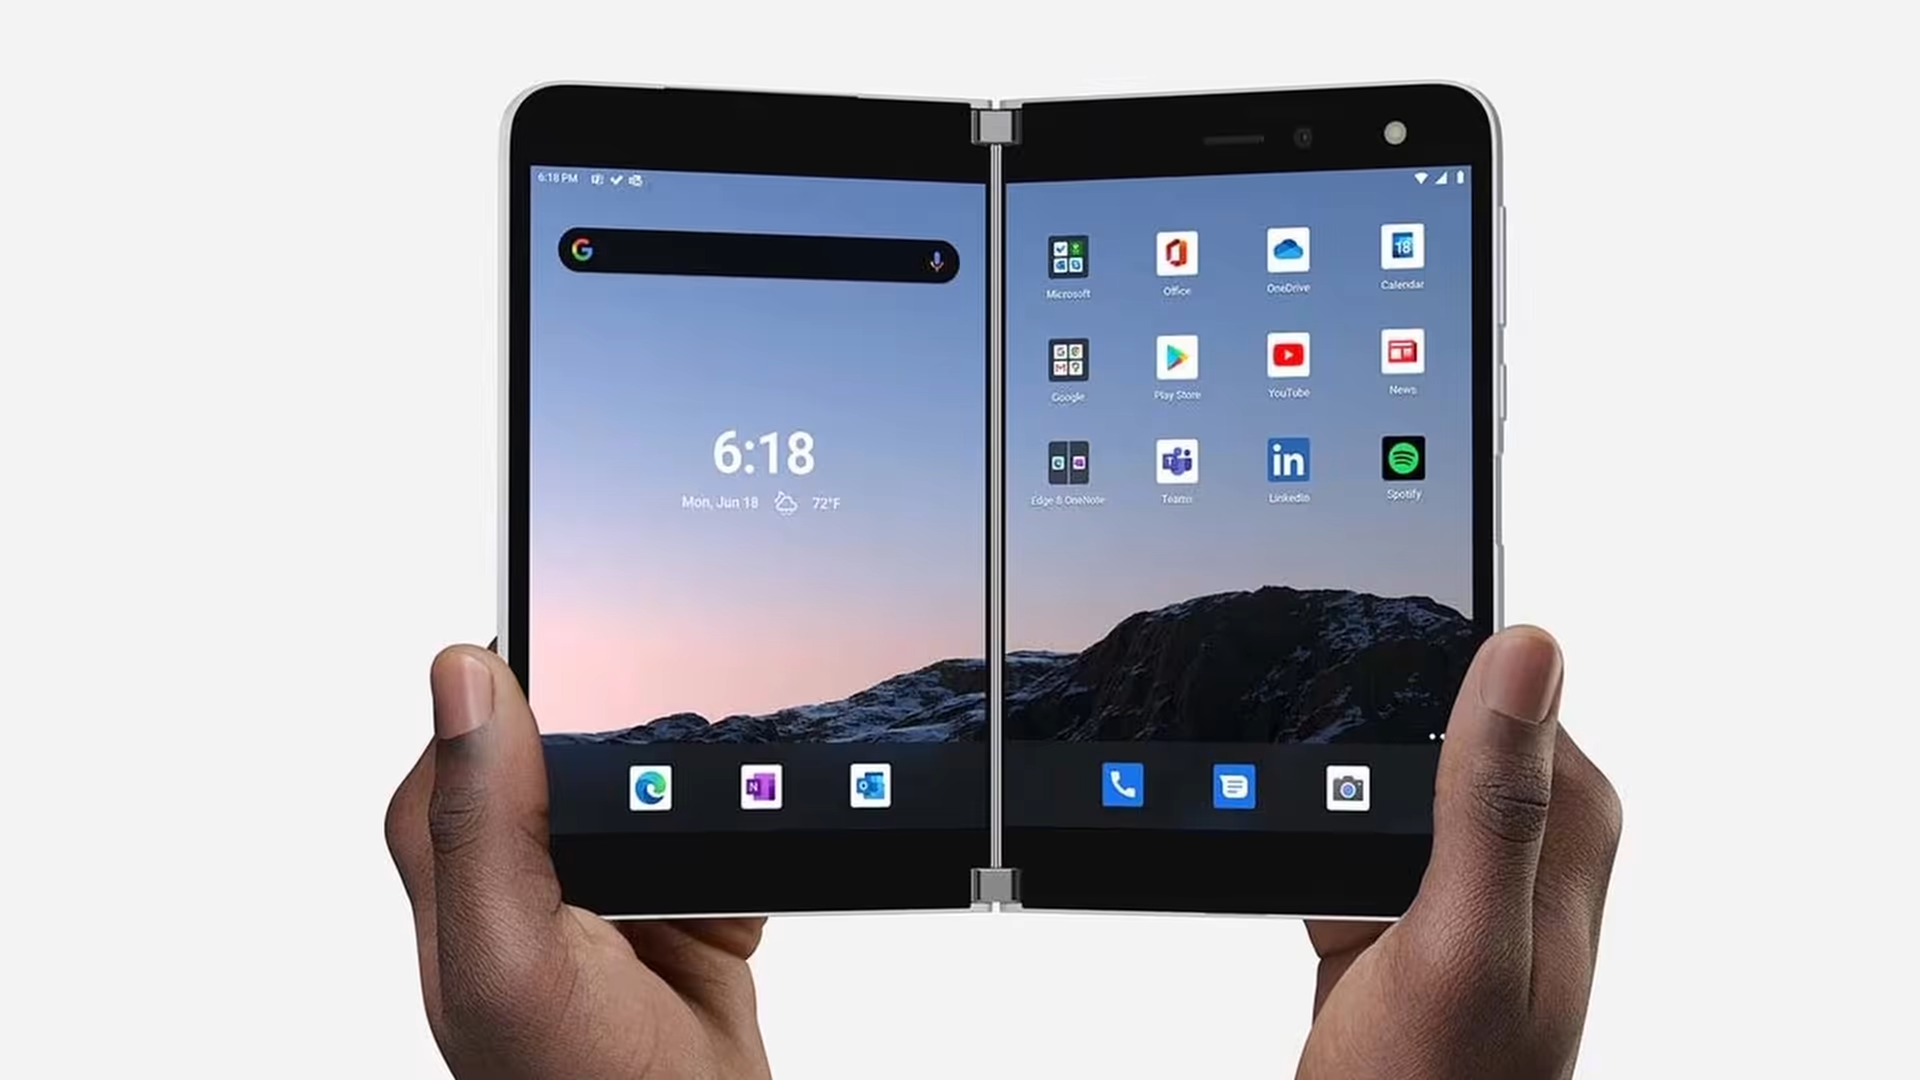 6:18 PM
6:18
Mon, Jun 18 72°F
Microsoft
Office
OneDrive
18
Calendar
Google
Play Store
YouTube
News
Edge & OneNote
Teams
in
LinkedIn
Spotify
N
O